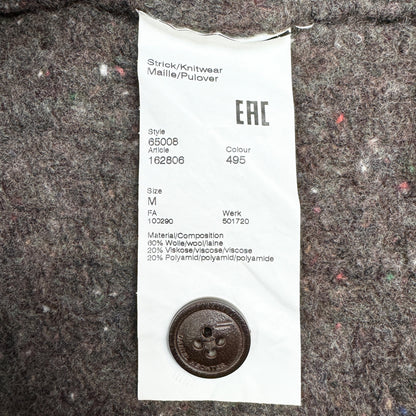 Strick/Knitwear
Maille/Pulover
EAC
Style
65008
Article Colour
162806 495
Size
M
FA Werk
100290 501720
Material/Composition
60% Wolle/wool/laine
20% Viskose/viscose/viscose
20% Polyamid/polyamid/polyamide